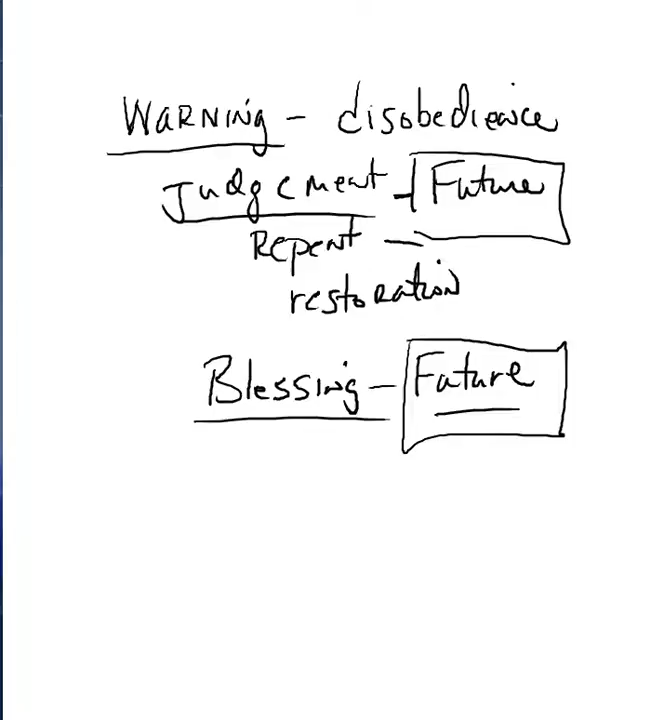 WARNING - disobedience
Judgement - Future
Repent -
restoration
Blessing - Future